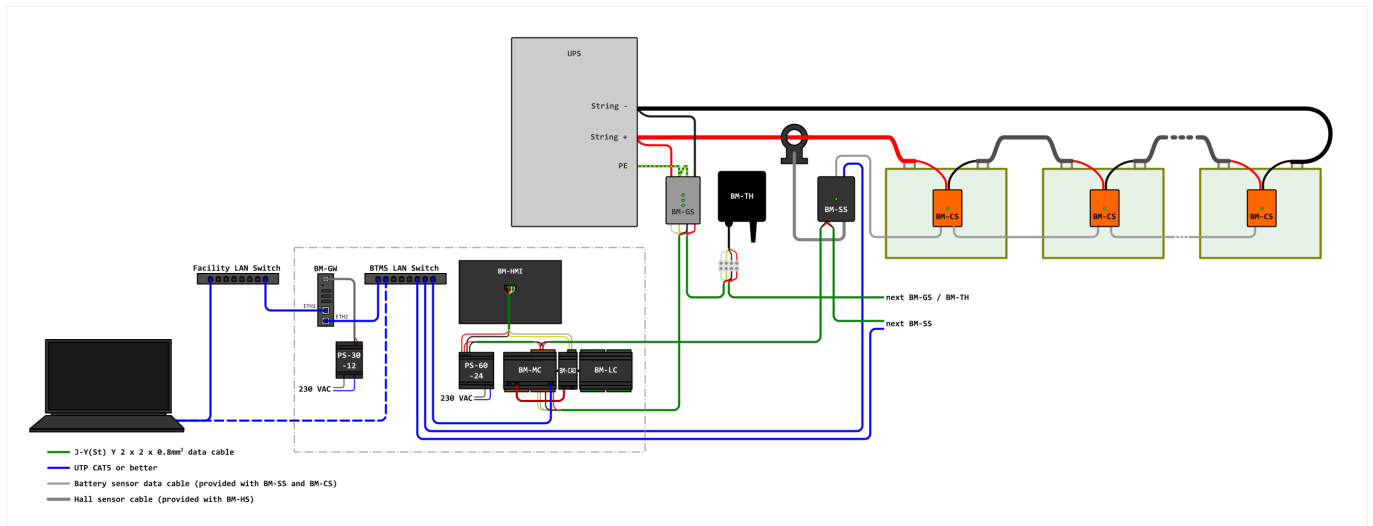 UPS
String -
String +
PE
BM-GS
BM-TH
BM-SS
BM-CS
BM-CS
BM-CS
Facility LAN Switch
BM-GW
BTMS LAN Switch
BM-HMI
ETH1
ETH2
next BM-GS / BM-TH
next BM-SS
PS-30
-12
230 VAC
PS-60
-24
BM-MC
BM-CAD
BM-LC
230 VAC
J-Y(St) Y 2 x 2 x 0.8mm² data cable
UTP CAT5 or better
Battery sensor data cable (provided with BM-SS and BM-CS)
Hall sensor cable (provided with BM-HS)